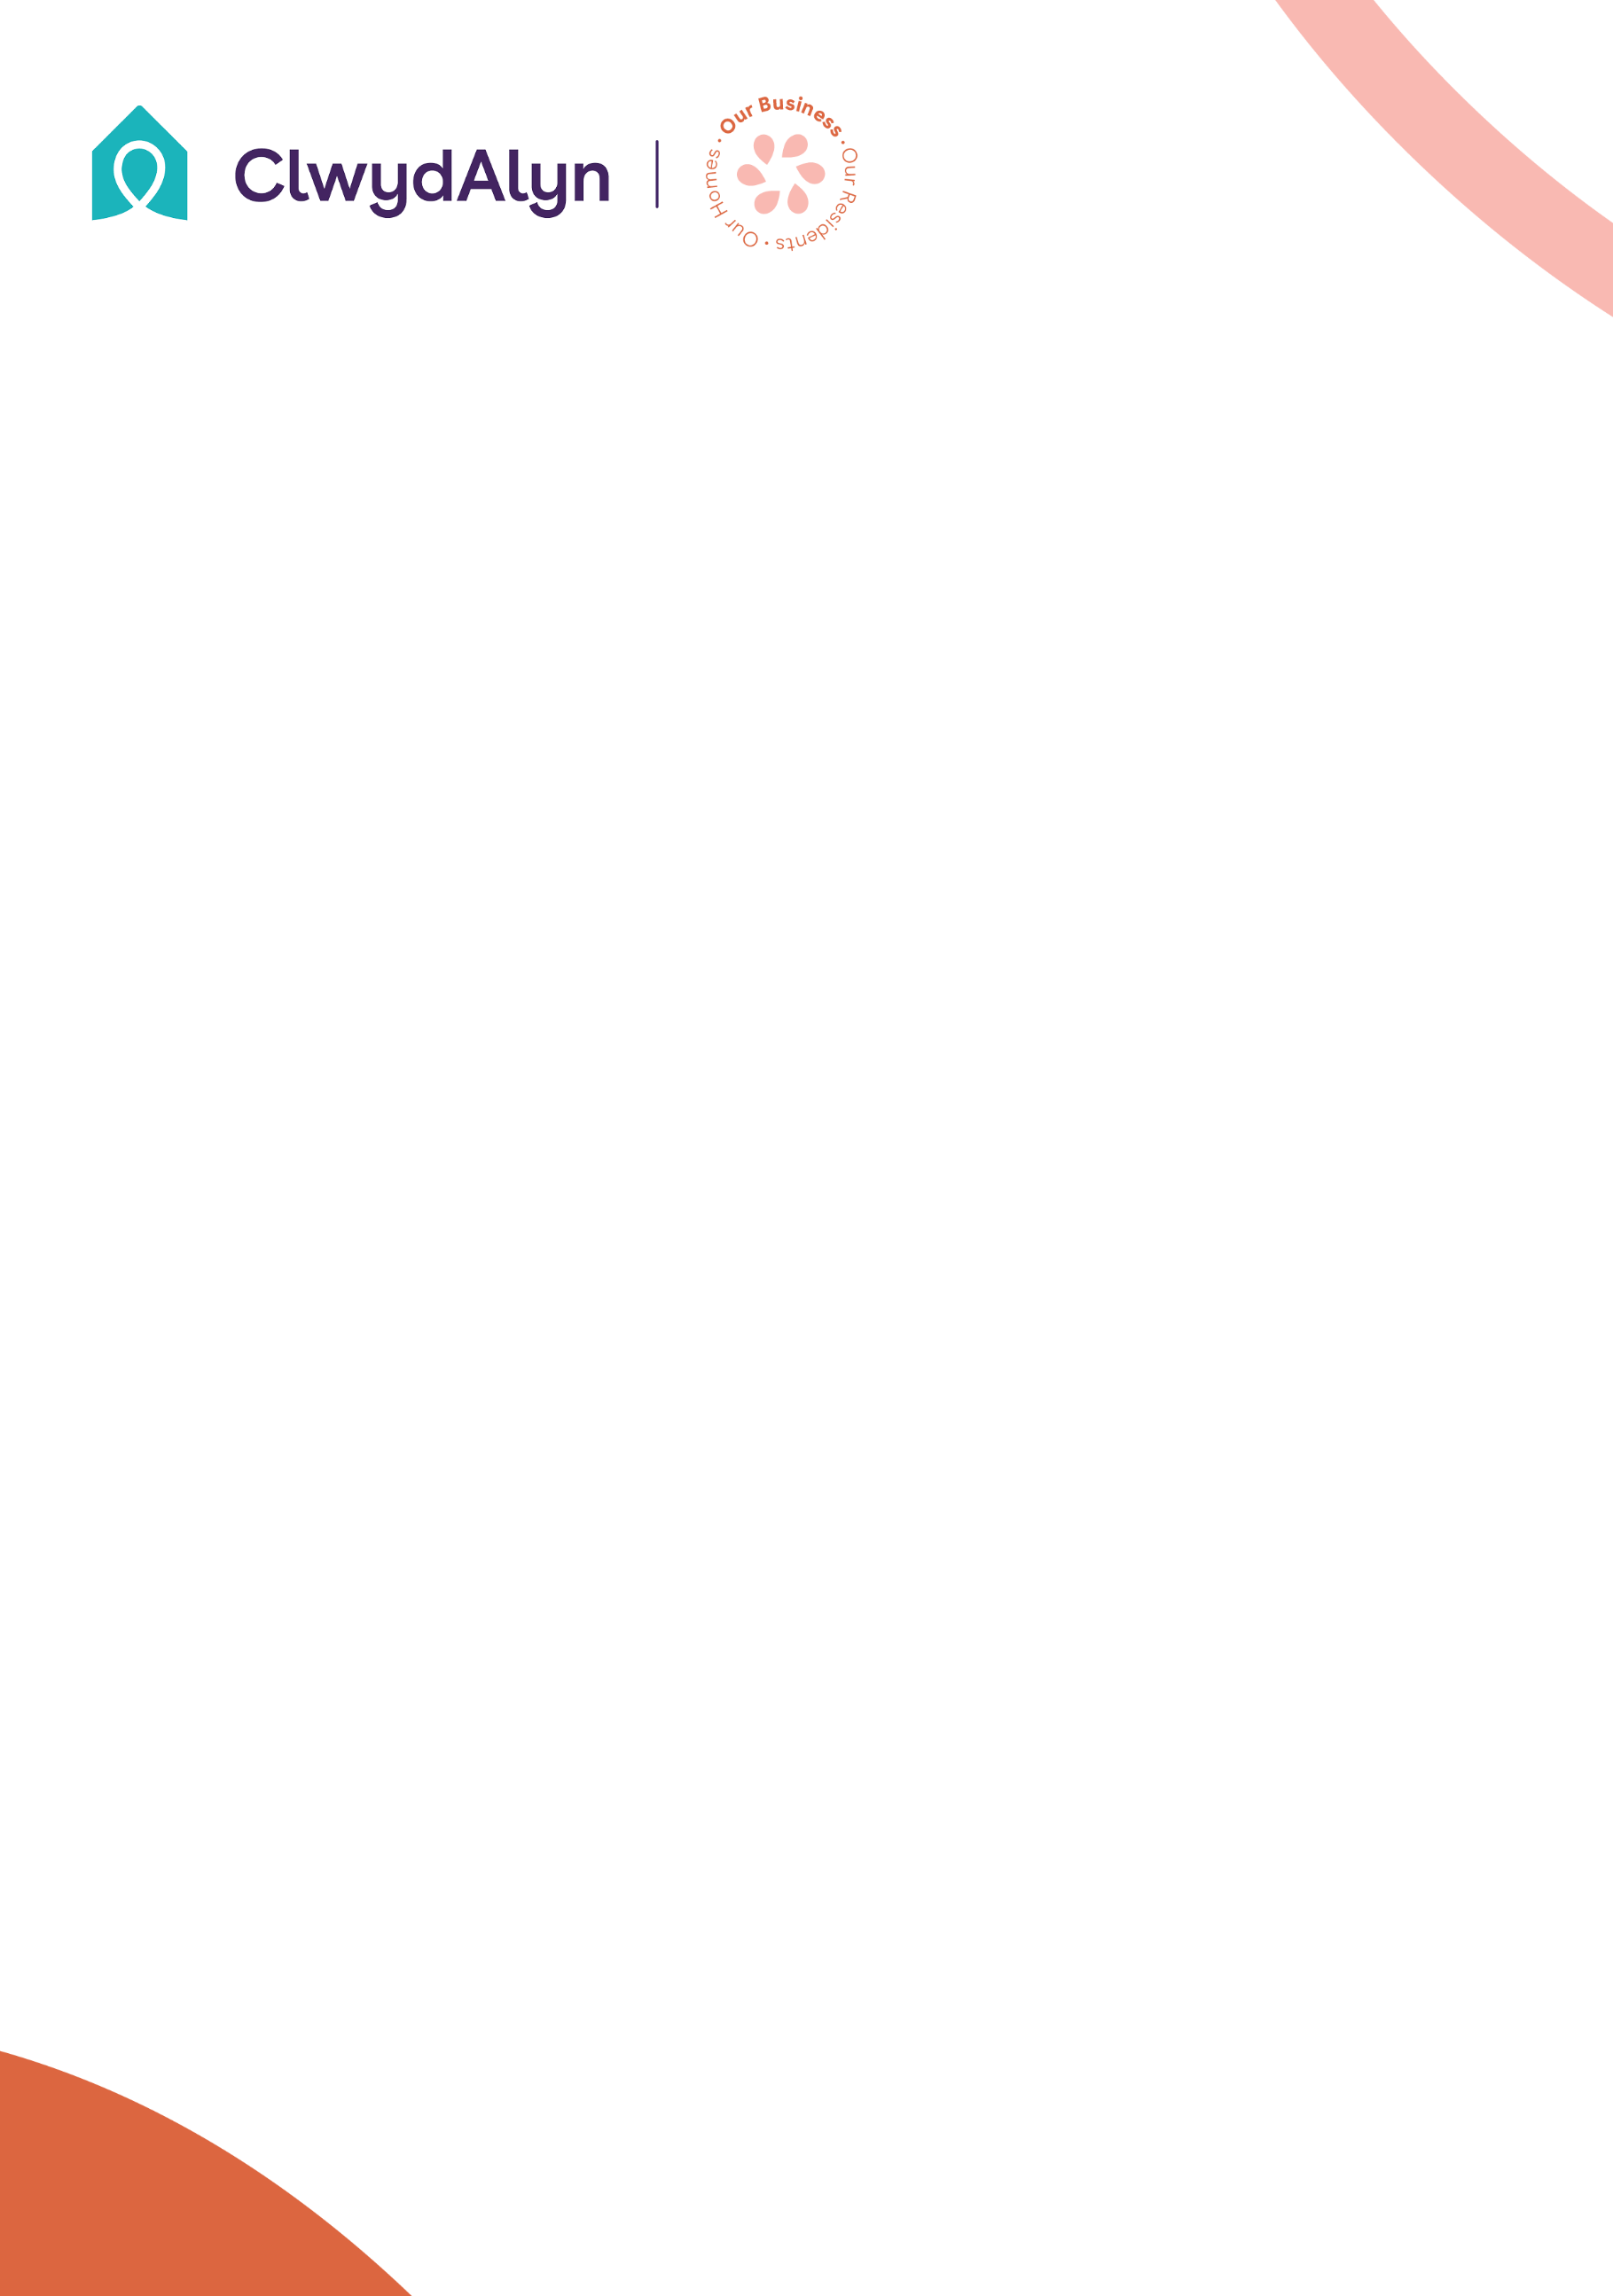 ClwydAlyn
Our Business • Our Residents • Our Homes •